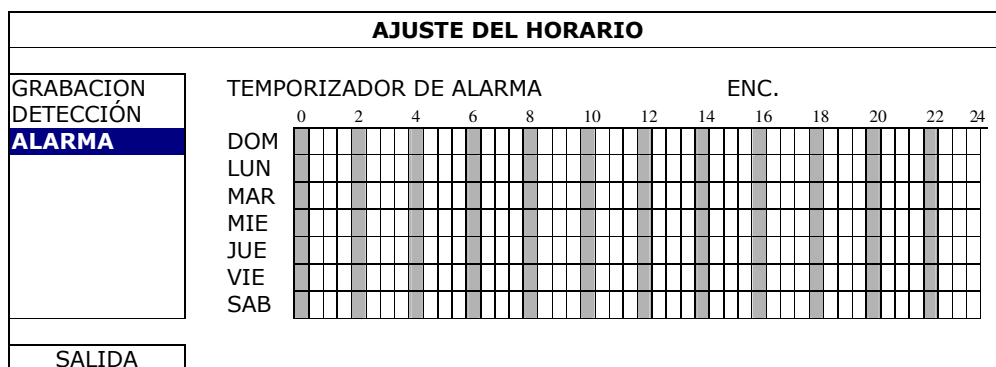 AJUSTE DEL HORARIO
GRABACION
DETECCIÓN
ALARMA
TEMPORIZADOR DE ALARMA ENC.
0 2 4 6 8 10 12 14 16 18 20 22 24
DOM
LUN
MAR
MIE
JUE
VIE
SAB
SALIDA